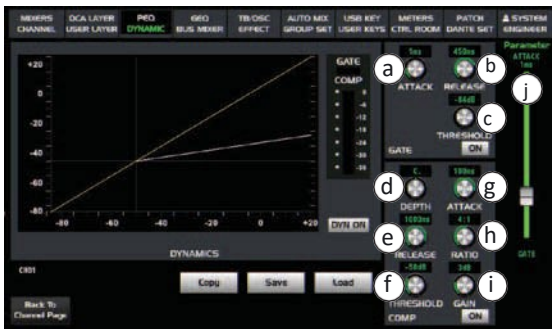 MIXERS DCA LAYER PEQ GEQ TB/OSC AUTO MIX USB KEY METERS PATCH SYSTEM
CHANNEL USER LAYER DYNAMIC BUS MIXER EFFECT GROUP SET USER KEYS CTRL ROOM DANTE SET ENGINEER
Parameter
ATTACK
1ms
+20
0
-20
-40
-60
-80
-80 -40 0 +20
GATE
COMP
DYN ON
DYNAMICS
1ms 450ms
a b
ATTACK RELEASE
-84dB
c
THRESHOLD
GATE ON
j
GATE
d g
DEPTH ATTACK
1000ms 4:1
e h
RELEASE RATIO
-50dB
f i
THRESHOLD GAIN
COMP ON
CH01
Copy Save Load
Back To
Channel Page